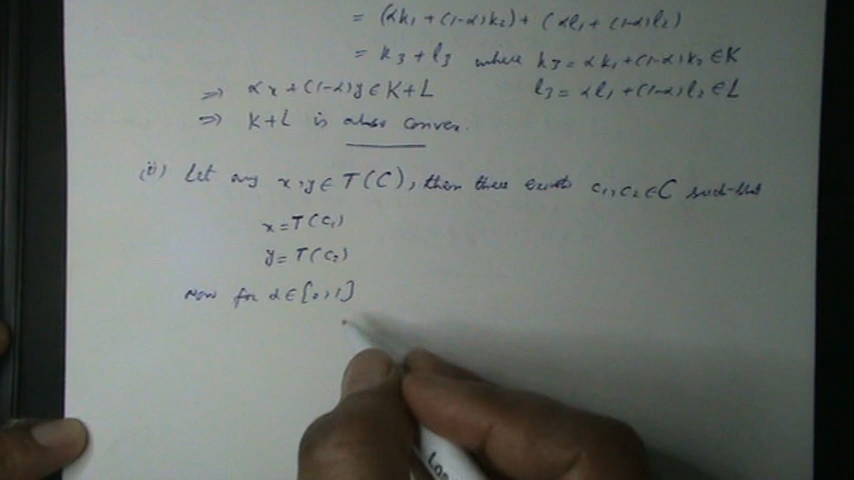 = (αk₁ + (1-α)k₂) + (αl₁ + (1-α)l₂)
= k₃ + l₃ where k₃ = αk₁ + (1-α)k₂ ∈ K
⇒ αx + (1-α)y ∈ K+L l₃ = αl₁ + (1-α)l₂ ∈ L
⇒ K+L is also convex.
Let any x, y ∈ T(C), then there exists c₁, c₂ ∈ C such that
x = T(c₁)
y = T(c₂)
Now for α ∈ [0, 1]